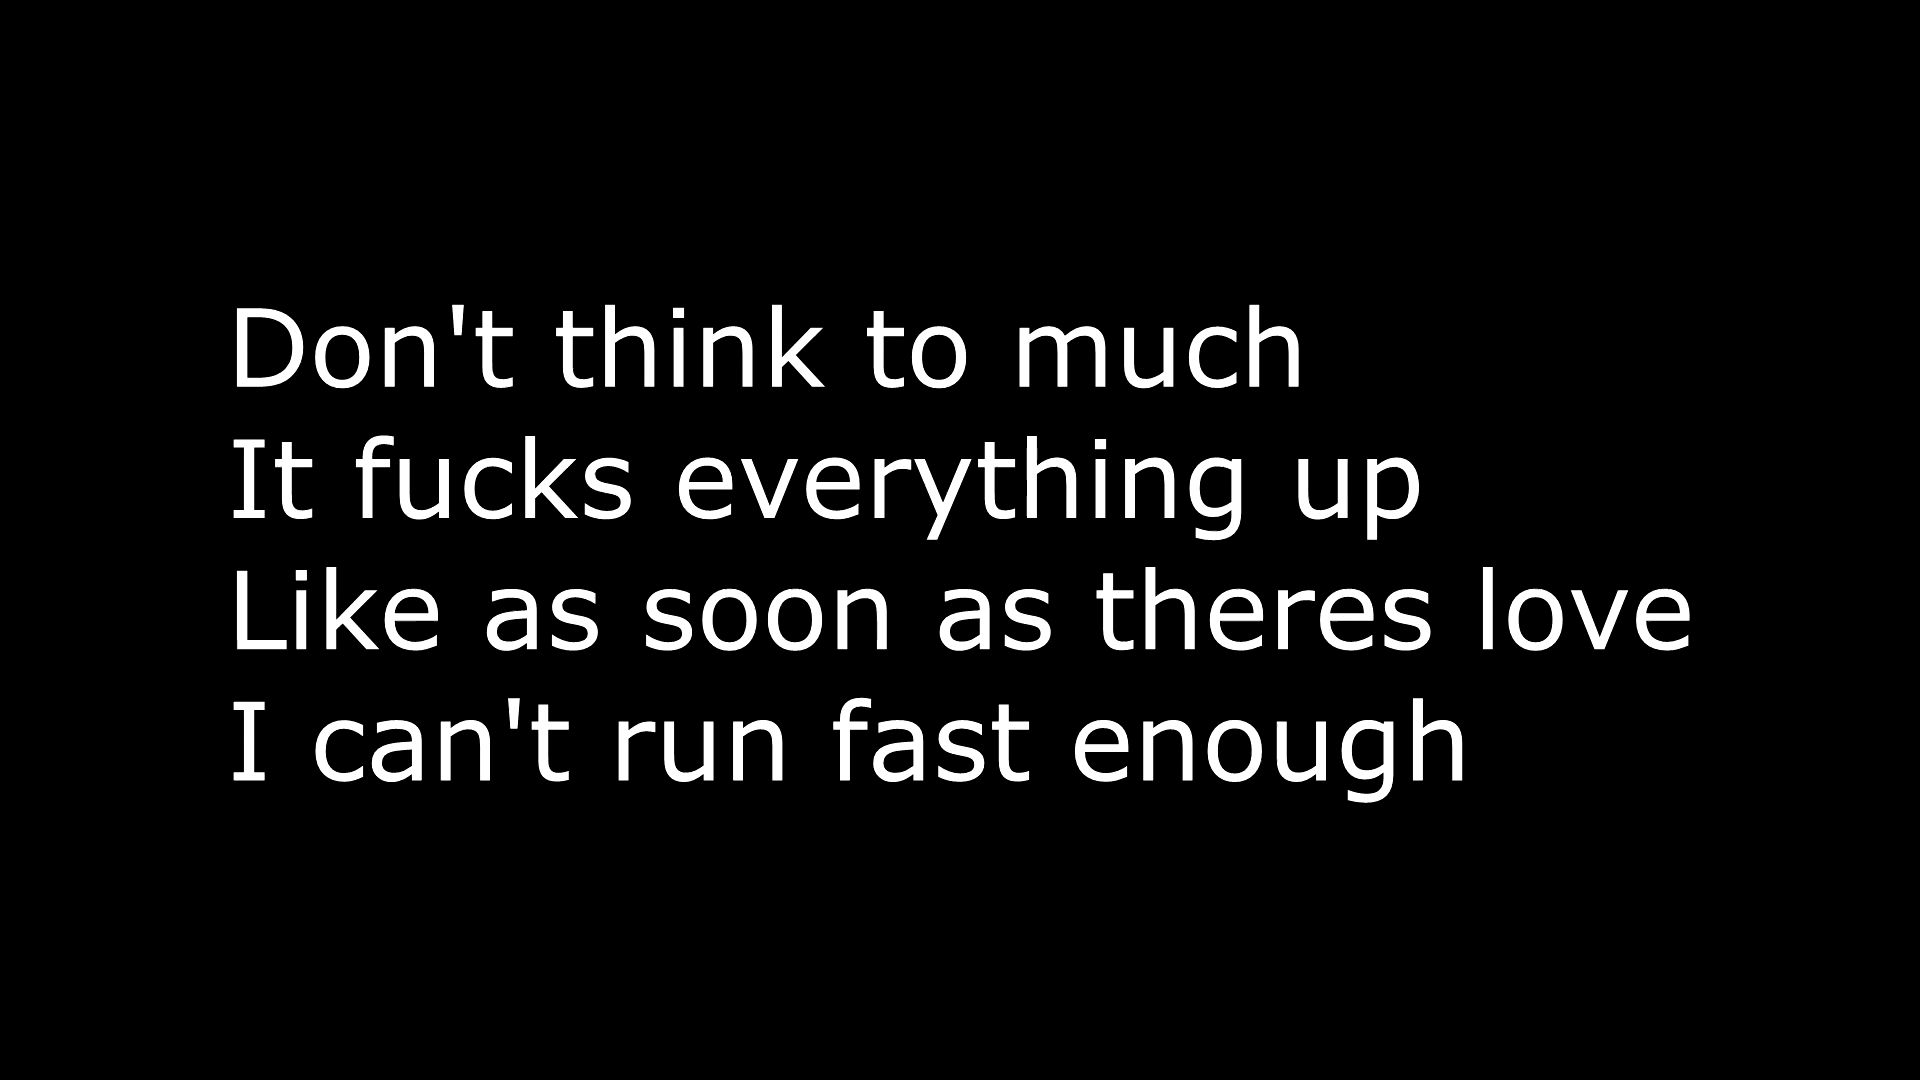 Don't think to much
It fucks everything up
Like as soon as theres love
I can't run fast enough